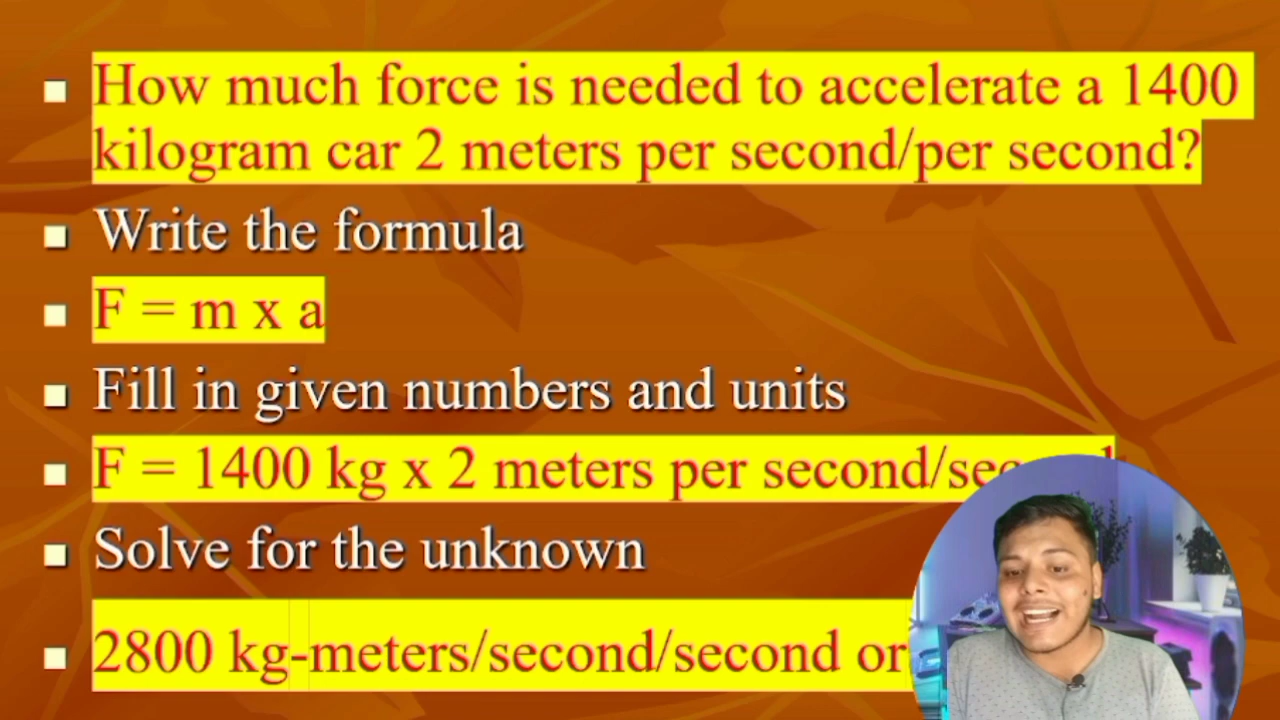 How much force is needed to accelerate a 1400
kilogram car 2 meters per second/per second?
Write the formula
F = m x a
Fill in given numbers and units
F = 1400 kg x 2 meters per
Solve for the unknown
2800 kg-meters/second/second or